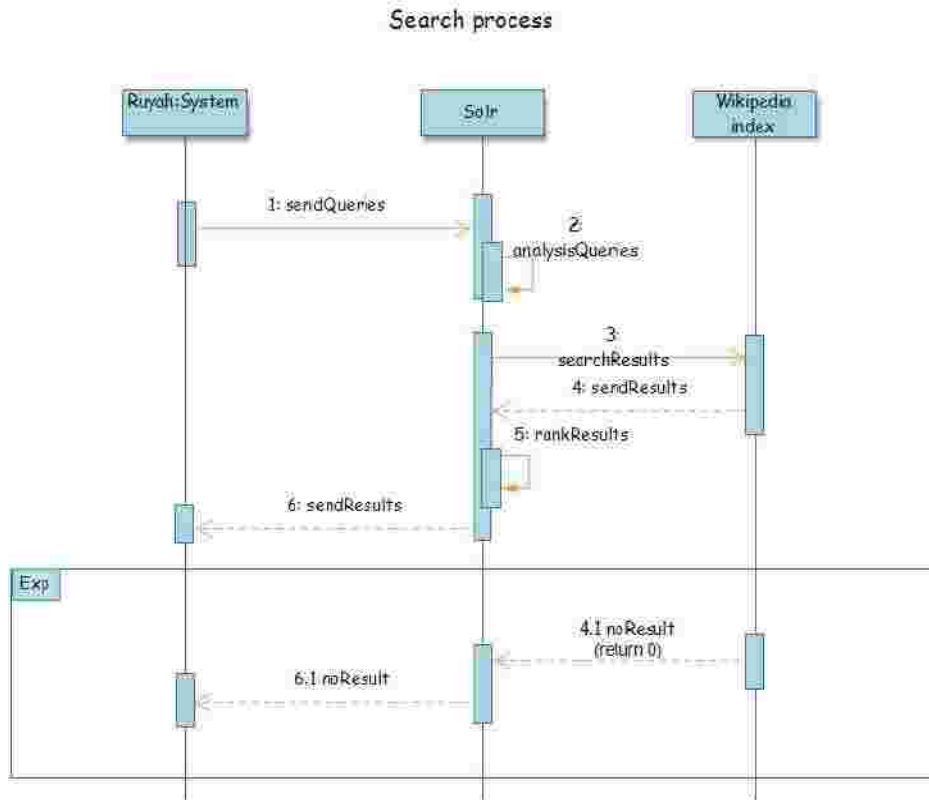 Search process
Ruyah:System
Solr
Wikipedia
index
1: sendQueries
2:
analysisQueries
3:
searchResults
4: sendResults
5: rankResults
6: sendResults
Exp
4.1 noResult
(return 0)
6.1 noResult